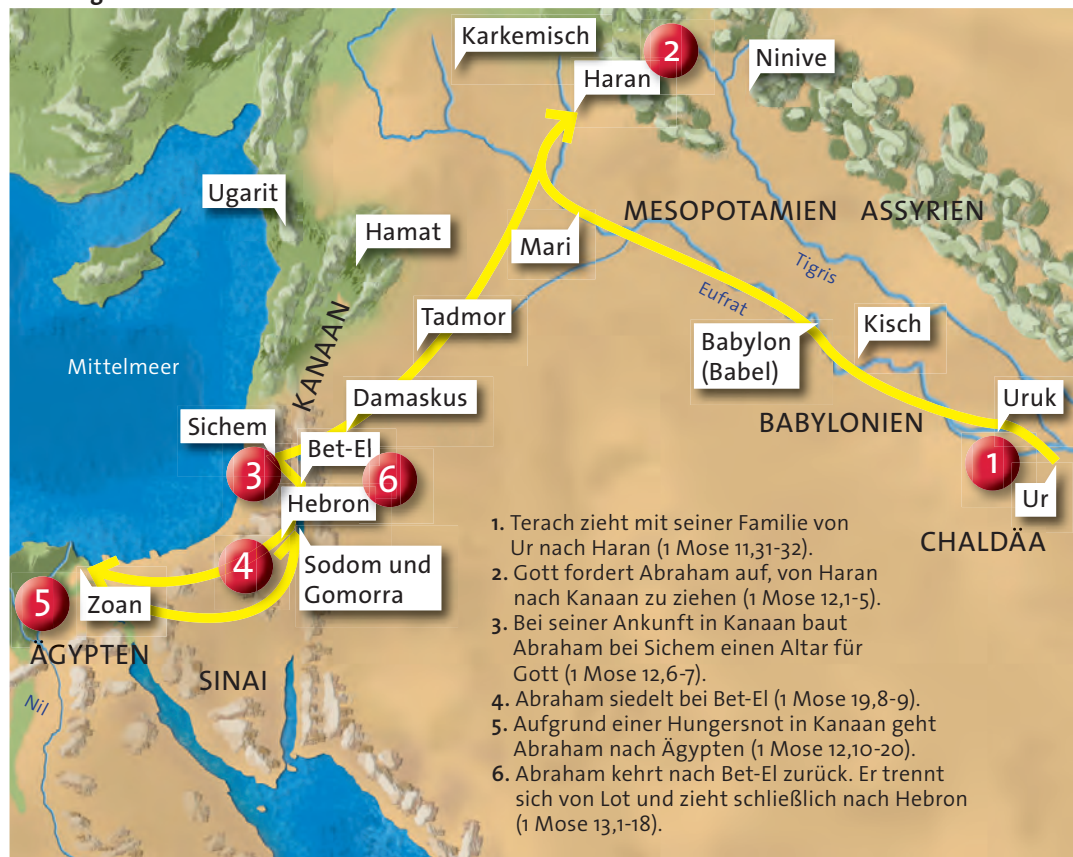 Karkemisch
2
Ninive
Haran
Ugarit
Hamat
MESOPOTAMIEN
ASSYRIEN
Mari
Tigris
Eufrat
Tadmor
KANAAN
Kisch
Babylon
(Babel)
Mittelmeer
Damaskus
Uruk
BABYLONIEN
Sichem
Bet-El
3
6
1
Ur
Hebron
CHALDÄA
4
Sodom und
Gomorra
5
Zoan
ÄGYPTEN
SINAI
Nil
1. Terach zieht mit seiner Familie von
Ur nach Haran (1 Mose 11,31-32).
2. Gott fordert Abraham auf, von Haran
nach Kanaan zu ziehen (1 Mose 12,1-5).
3. Bei seiner Ankunft in Kanaan baut
Abraham bei Sichem einen Altar für
Gott (1 Mose 12,6-7).
4. Abraham siedelt bei Bet-El (1 Mose 19,8-9).
5. Aufgrund einer Hungersnot in Kanaan geht
Abraham nach Ägypten (1 Mose 12,10-20).
6. Abraham kehrt nach Bet-El zurück. Er trennt
sich von Lot und zieht schließlich nach Hebron
(1 Mose 13,1-18).